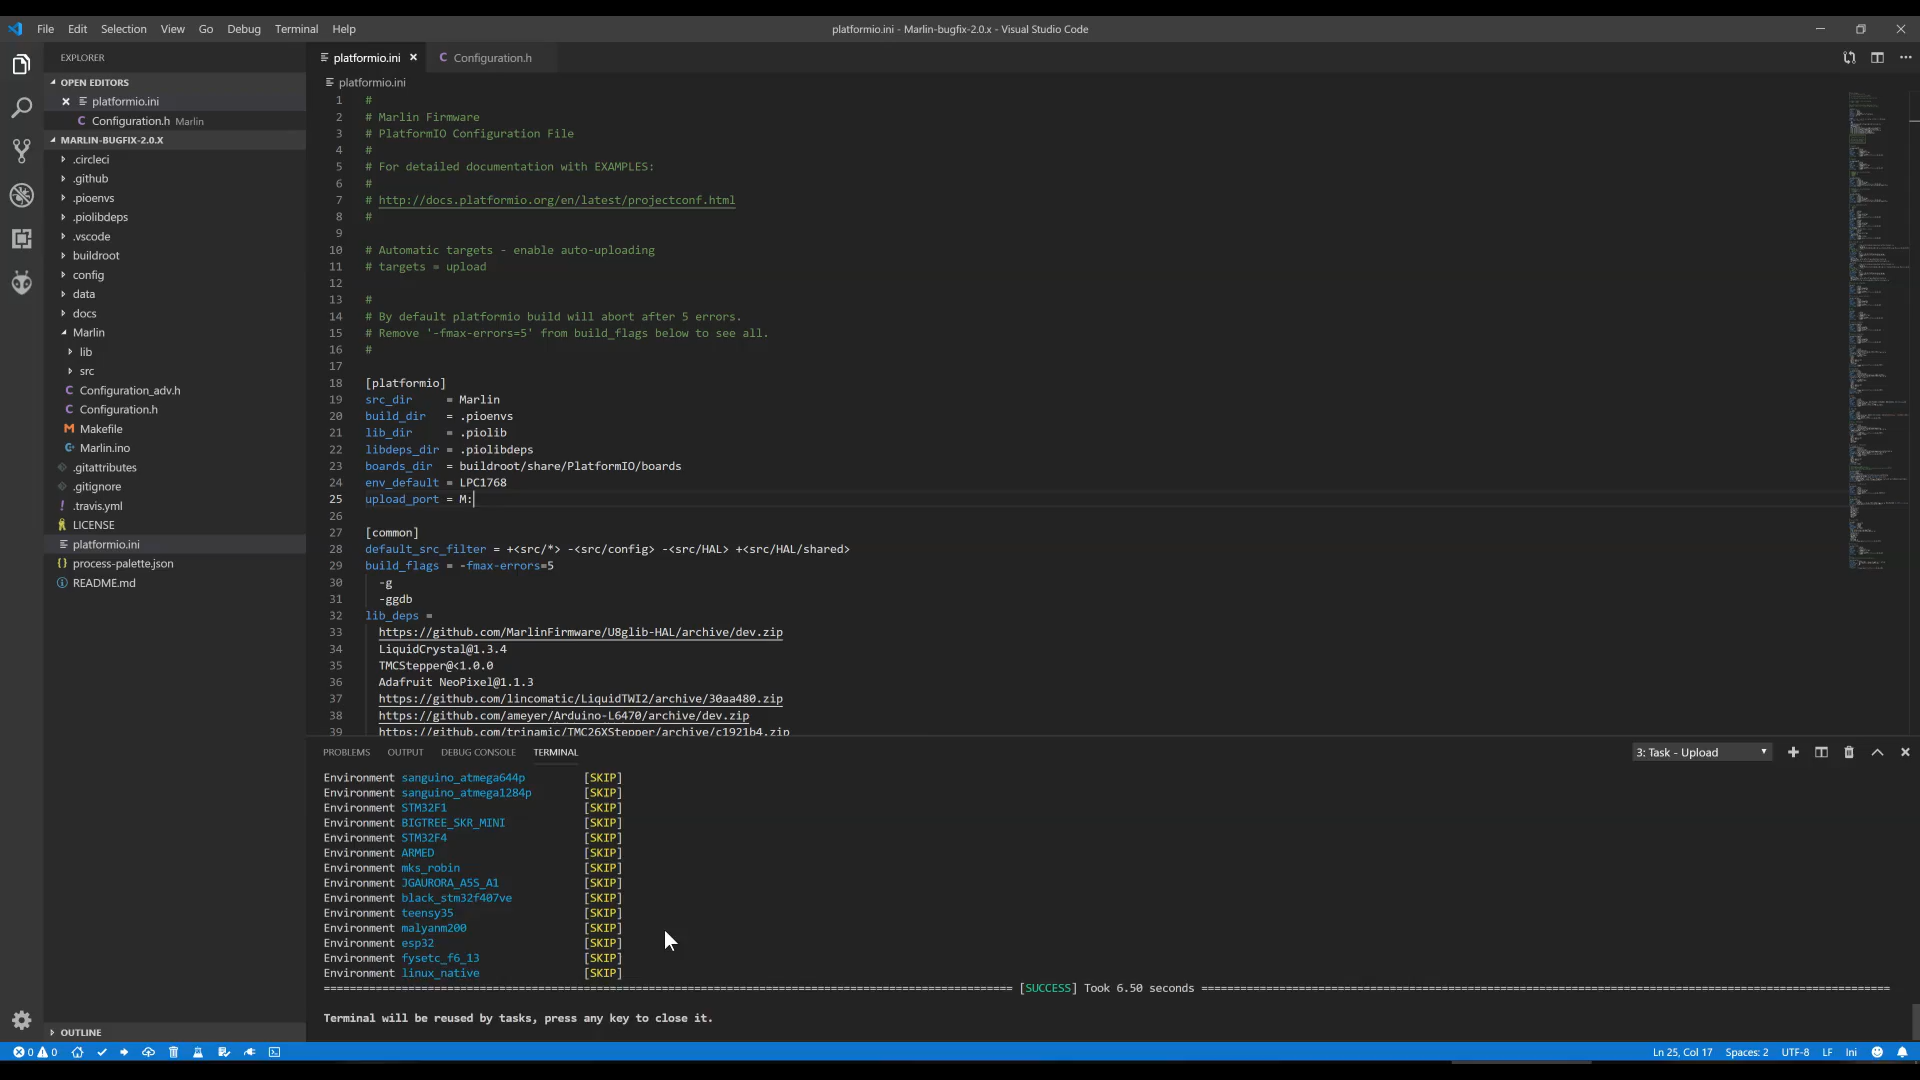 File Edit Selection View Go Debug Terminal Help
platformio.ini - Marlin-bugfix-2.0.x - Visual Studio Code
EXPLORER
OPEN EDITORS
platformio.ini
Configuration.h Marlin
MARLIN-BUGFIX-2.0.X
.circleci
.github
.pioenvs
.piolibdeps
.vscode
buildroot
config
data
docs
Marlin
lib
src
Configuration_adv.h
Configuration.h
Makefile
Marlin.ino
.gitattributes
.gitignore
.travis.yml
LICENSE
platformio.ini
process-palette.json
README.md
OUTLINE
platformio.ini
Configuration.h
platformio.ini
1 #
2 # Marlin Firmware
3 # PlatformIO Configuration File
4 #
5 # For detailed documentation with EXAMPLES:
6 #
7 # http://docs.platformio.org/en/latest/projectconf.html
8 #
9
10 # Automatic targets - enable auto-uploading
11 # targets = upload
12
13 #
14 # By default platformio build will abort after 5 errors.
15 # Remove '-fmax-errors=5' from build_flags below to see all.
16 #
17
18 [platformio]
19 src_dir     = Marlin
20 build_dir   = .pioenvs
21 lib_dir     = .piolib
22 libdeps_dir = .piolibdeps
23 boards_dir  = buildroot/share/PlatformIO/boards
24 env_default = LPC1768
25 upload_port = M:
26
27 [common]
28 default_src_filter = +<src/*> -<src/config> -<src/HAL> +<src/HAL/shared>
29 build_flags = -fmax-errors=5
30   -g
31   -ggdb
32 lib_deps =
33   https://github.com/MarlinFirmware/U8glib-HAL/archive/dev.zip
34   LiquidCrystal@1.3.4
35   TMCStepper@<1.0.0
36   Adafruit NeoPixel@1.1.3
37   https://github.com/lincomatic/LiquidTWI2/archive/30aa480.zip
38   https://github.com/ameyer/Arduino-L6470/archive/dev.zip
39   https://github.com/trinamic/TMC26XStepper/archive/c1921b4.zip
PROBLEMS OUTPUT DEBUG CONSOLE TERMINAL
3: Task - Upload
Environment sanguino_atmega644p [SKIP]
Environment sanguino_atmega1284p [SKIP]
Environment STM32F1 [SKIP]
Environment BIGTREE_SKR_MINI [SKIP]
Environment STM32F4 [SKIP]
Environment ARMED [SKIP]
Environment mks_robin [SKIP]
Environment JGAURORA_A5S_A1 [SKIP]
Environment black_stm32f407ve [SKIP]
Environment teensy35 [SKIP]
Environment malyanm200 [SKIP]
Environment esp32 [SKIP]
Environment fysetc_f6_13 [SKIP]
Environment linux_native [SKIP]
[SUCCESS] Took 6.50 seconds
Terminal will be reused by tasks, press any key to close it.
0 0
Ln 25, Col 17 Spaces: 2 UTF-8 LF Ini